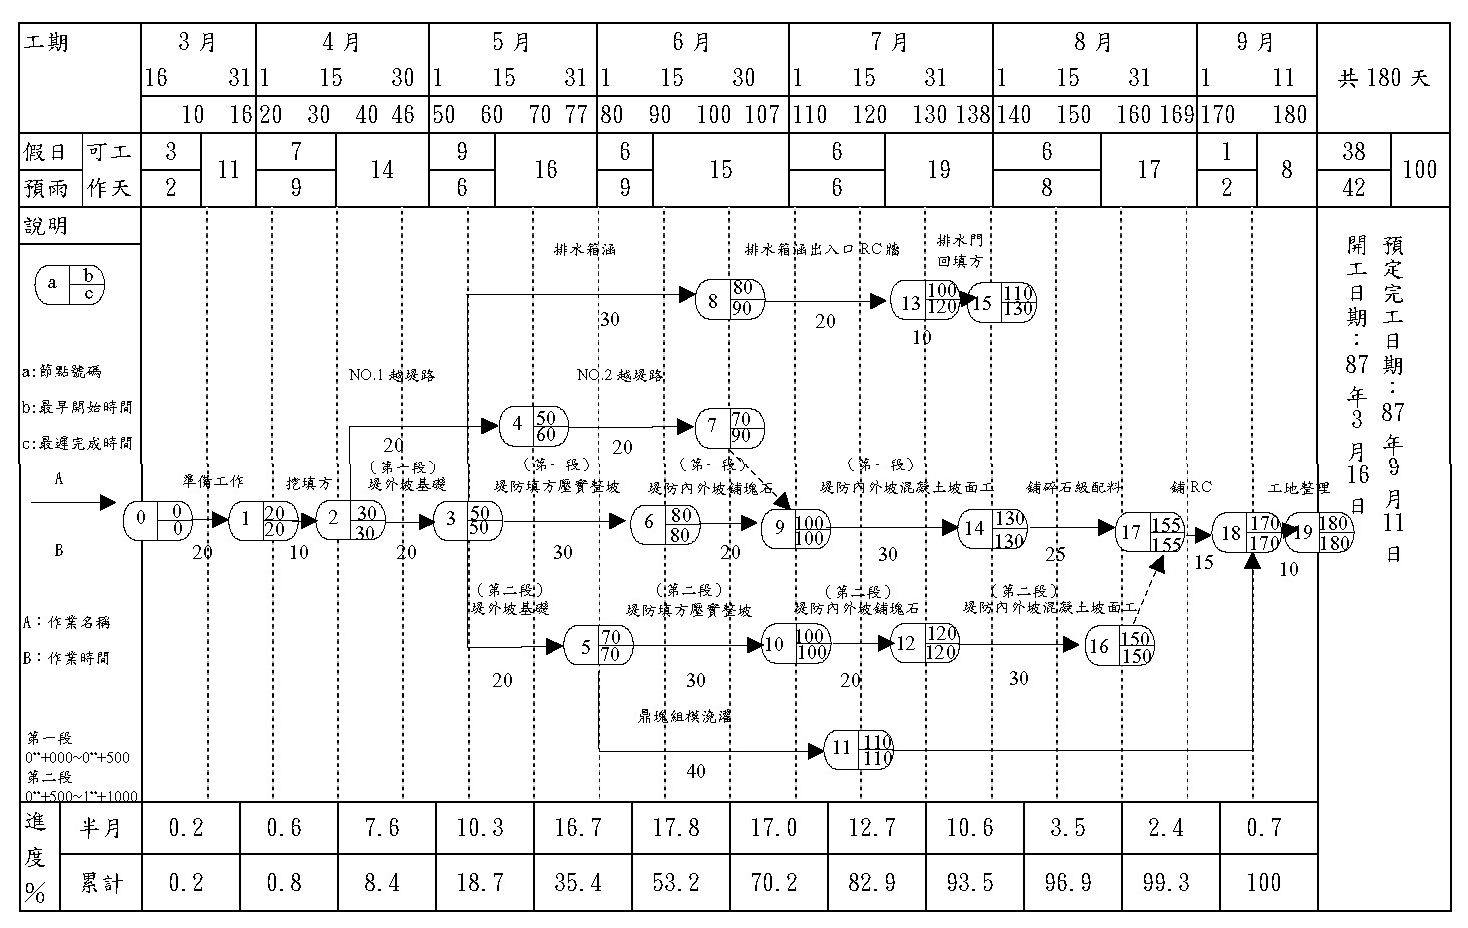 工期
3月
4月
5月
6月
7月
8月
9月
共180天
16 31
1 15 30
1 15 31
1 15 30
1 15 31
1 15 31
1 11
10 16
20 30 40 46
50 60 70 77
80 90 100 107
110 120 130 138
140 150 160 169
170 180
假日
預雨
可工
作天
3
2
11
7
9
14
9
6
16
6
9
15
6
6
19
6
8
17
1
2
8
38
42
100
說明
a b c
a:節點號碼
b:最早開始時間
c:最遲完成時間
A
B
A:作業名稱
B:作業時間
第一段
0**+000~0**+500
第二段
0**+500~1**+1000
排水箱涵
30
8 80 90
排水箱涵出入口RC牆
20
13 100 120
排水門
回填方
10
15 110 130
NO.1越堤路
20
4 50 60
NO.2越堤路
20
7 70 90
0 0 0
準備工作
20
1 20 20
挖填方
10
2 30 30
(第一段)
堤外坡基礎
20
3 50 50
(第一段)
堤防填方壓實整坡
30
6 80 80
(第一段)
堤防內外坡鋪塊石
20
9 100 100
(第一段)
堤防內外坡混凝土坡面工
30
14 130 130
鋪碎石級配料
25
17 155 155
鋪RC
15
18 170 170
工地整理
10
19 180 180
(第二段)
堤外坡基礎
20
5 70 70
(第二段)
堤防填方壓實整坡
30
10 100 100
(第二段)
堤防內外坡鋪塊石
20
12 120 120
(第二段)
堤防內外坡混凝土坡面工
30
16 150 150
鼎塊組模澆灌
40
11 110 110
開工日期:87年3月16日
預定完工日期:87年9月11日
進度%
半月 0.2 0.6 7.6 10.3 16.7 17.8 17.0 12.7 10.6 3.5 2.4 0.7
累計 0.2 0.8 8.4 18.7 35.4 53.2 70.2 82.9 93.5 96.9 99.3 100